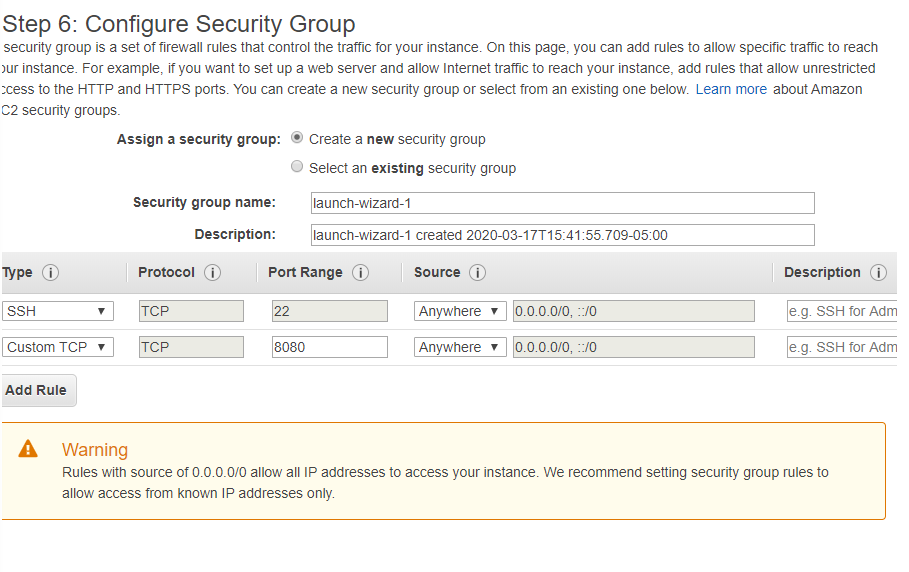 Step 6: Configure Security Group
security group is a set of firewall rules that control the traffic for your instance. On this page, you can add rules to allow specific traffic to reach
our instance. For example, if you want to set up a web server and allow Internet traffic to reach your instance, add rules that allow unrestricted
ccess to the HTTP and HTTPS ports. You can create a new security group or select from an existing one below. Learn more about Amazon
C2 security groups.
Assign a security group: Create a new security group
Select an existing security group
Security group name: launch-wizard-1
Description: launch-wizard-1 created 2020-03-17T15:41:55.709-05:00
Type i Protocol i Port Range i Source i Description i
SSH TCP 22 Anywhere 0.0.0.0/0, ::/0 e.g. SSH for Adm
Custom TCP TCP 8080 Anywhere 0.0.0.0/0, ::/0 e.g. SSH for Adm
Add Rule
Warning
Rules with source of 0.0.0.0/0 allow all IP addresses to access your instance. We recommend setting security group rules to
allow access from known IP addresses only.